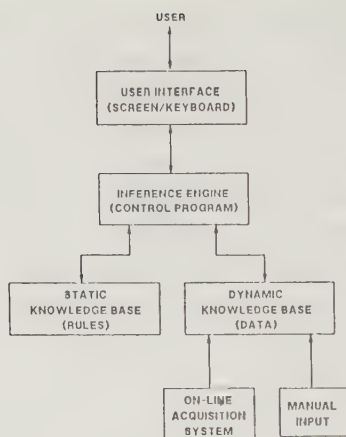 USER
USER INTERFACE
(SCREEN/KEYBOARD)
INFERENCE ENGINE
(CONTROL PROGRAM)
STATIC
KNOWLEDGE BASE
(RULES)
DYNAMIC
KNOWLEDGE BASE
(DATA)
ON-LINE
ACQUISITION
SYSTEM
MANUAL
INPUT